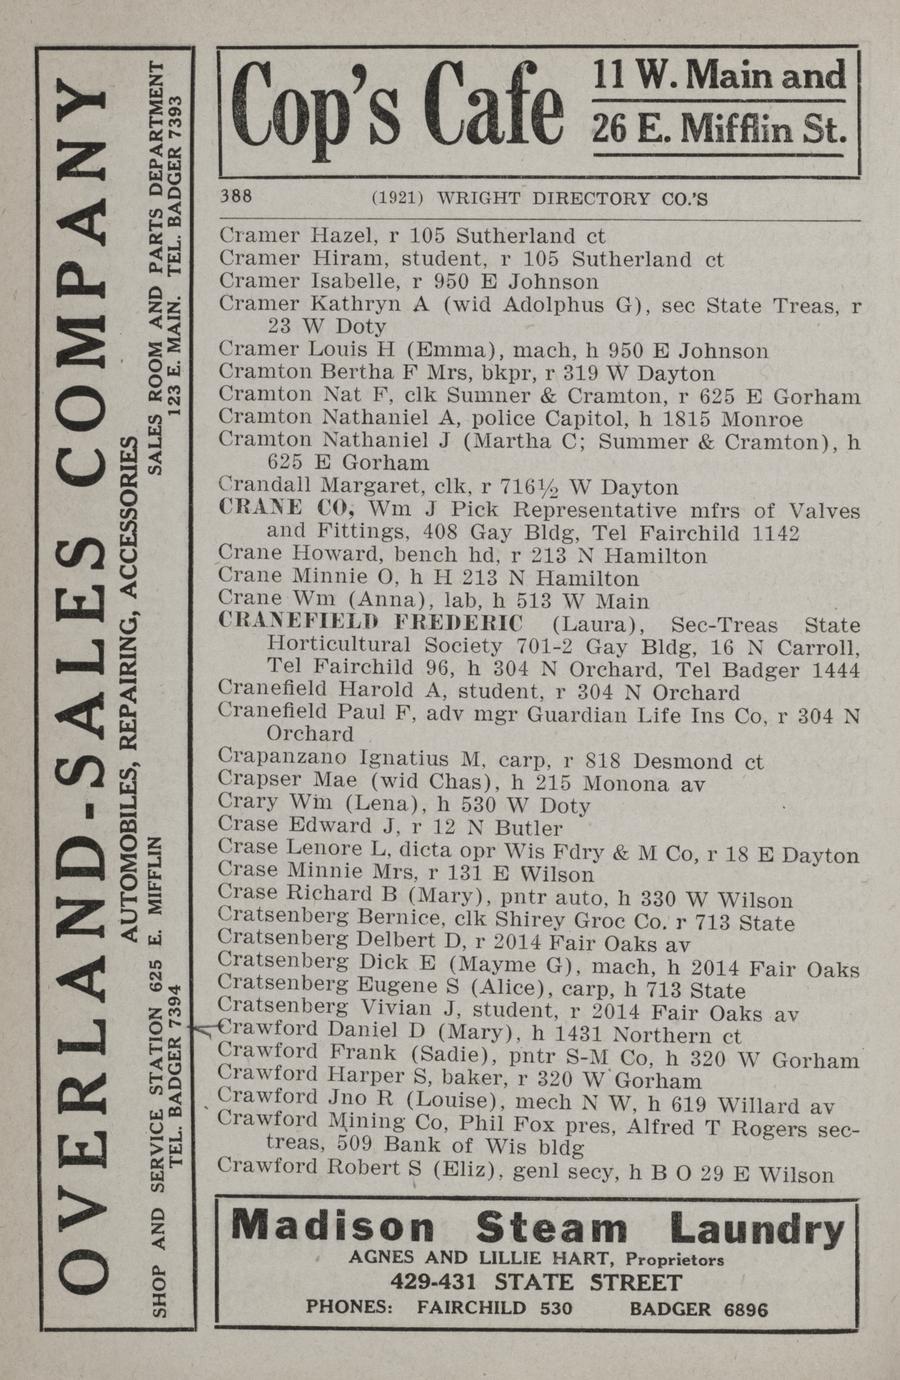 OVERLAND-SALES COMPANY
AUTOMOBILES, REPAIRING, ACCESSORIES
SHOP AND SERVICE STATION 625 E. MIFFLIN
TEL. BADGER 7394
SALES ROOM AND PARTS DEPARTMENT
123 E. MAIN. TEL. BADGER 7393
Cop's Cafe
11 W. Main and
26 E. Mifflin St.
388 (1921) WRIGHT DIRECTORY CO.'S
Cramer Hazel, r 105 Sutherland ct
Cramer Hiram, student, r 105 Sutherland ct
Cramer Isabelle, r 950 E Johnson
Cramer Kathryn A (wid Adolphus G), sec State Treas, r
23 W Doty
Cramer Louis H (Emma), mach, h 950 E Johnson
Cramton Bertha F Mrs, bkpr, r 319 W Dayton
Cramton Nat F, clk Sumner & Cramton, r 625 E Gorham
Cramton Nathaniel A, police Capitol, h 1815 Monroe
Cramton Nathaniel J (Martha C; Summer & Cramton), h
625 E Gorham
Crandall Margaret, clk, r 716½ W Dayton
CRANE CO, Wm J Pick Representative mfrs of Valves
and Fittings, 408 Gay Bldg, Tel Fairchild 1142
Crane Howard, bench hd, r 213 N Hamilton
Crane Minnie O, h H 213 N Hamilton
Crane Wm (Anna), lab, h 513 W Main
CRANEFIELD FREDERIC (Laura), Sec-Treas State
Horticultural Society 701-2 Gay Bldg, 16 N Carroll,
Tel Fairchild 96, h 304 N Orchard, Tel Badger 1444
Cranefield Harold A, student, r 304 N Orchard
Cranefield Paul F, adv mgr Guardian Life Ins Co, r 304 N
Orchard
Crapanzano Ignatius M, carp, r 818 Desmond ct
Crapser Mae (wid Chas), h 215 Monona av
Crary Wm (Lena), h 530 W Doty
Crase Edward J, r 12 N Butler
Crase Lenore L, dicta opr Wis Fdry & M Co, r 18 E Dayton
Crase Minnie Mrs, r 131 E Wilson
Crase Richard B (Mary), pntr auto, h 330 W Wilson
Cratsenberg Bernice, clk Shirey Groc Co. r 713 State
Cratsenberg Delbert D, r 2014 Fair Oaks av
Cratsenberg Dick E (Mayme G), mach, h 2014 Fair Oaks
Cratsenberg Eugene S (Alice), carp, h 713 State
Cratsenberg Vivian J, student, r 2014 Fair Oaks av
Crawford Daniel D (Mary), h 1431 Northern ct
Crawford Frank (Sadie), pntr S-M Co, h 320 W Gorham
Crawford Harper S, baker, r 320 W Gorham
Crawford Jno R (Louise), mech N W, h 619 Willard av
Crawford Mining Co, Phil Fox pres, Alfred T Rogers sec-
treas, 509 Bank of Wis bldg
Crawford Robert S (Eliz), genl secy, h B O 29 E Wilson
Madison Steam Laundry
AGNES AND LILLIE HART, Proprietors
429-431 STATE STREET
PHONES: FAIRCHILD 530 BADGER 6896